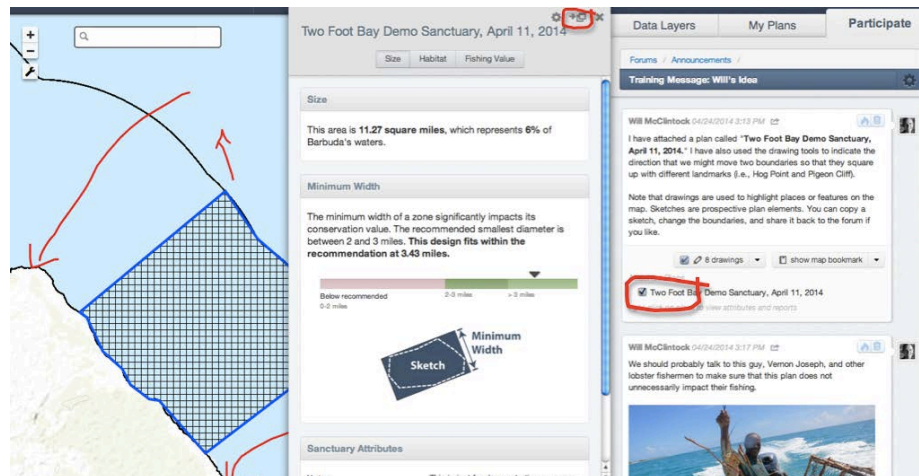 Two Foot Bay Demo Sanctuary, April 11, 2014
Size Habitat Fishing Value
Size
This area is 11.27 square miles, which represents 6% of
Barbuda's waters.
Minimum Width
The minimum width of a zone significantly impacts its
conservation value. The recommended smallest diameter is
between 2 and 3 miles. This design fits within the
recommendation at 3.43 miles.
Below recommended
0-2 miles
2-3 miles
> 3 miles
Minimum
Width
Sketch
Sanctuary Attributes
Data Layers My Plans Participate
Forums / Announcements /
Training Message: Will's Idea
Will McClintock 04/24/2014 3:13 PM
I have attached a plan called "Two Foot Bay Demo Sanctuary,
April 11, 2014." I have also used the drawing tools to indicate the
direction that we might move two boundaries so that they square
up with different landmarks (i.e., Hog Point and Pigeon Cliff).
Note that drawings are used to highlight places or features on the
map. Sketches are prospective plan elements. You can copy a
sketch, change the boundaries, and share it back to the forum if
you like.
8 drawings show map bookmark
Two Foot Bay Demo Sanctuary, April 11, 2014
view attributes and reports
Will McClintock 04/24/2014 3:17 PM
We should probably talk to this guy, Vernon Joseph, and other
lobster fishermen to make sure that this plan does not
unnecessarily impact their fishing.